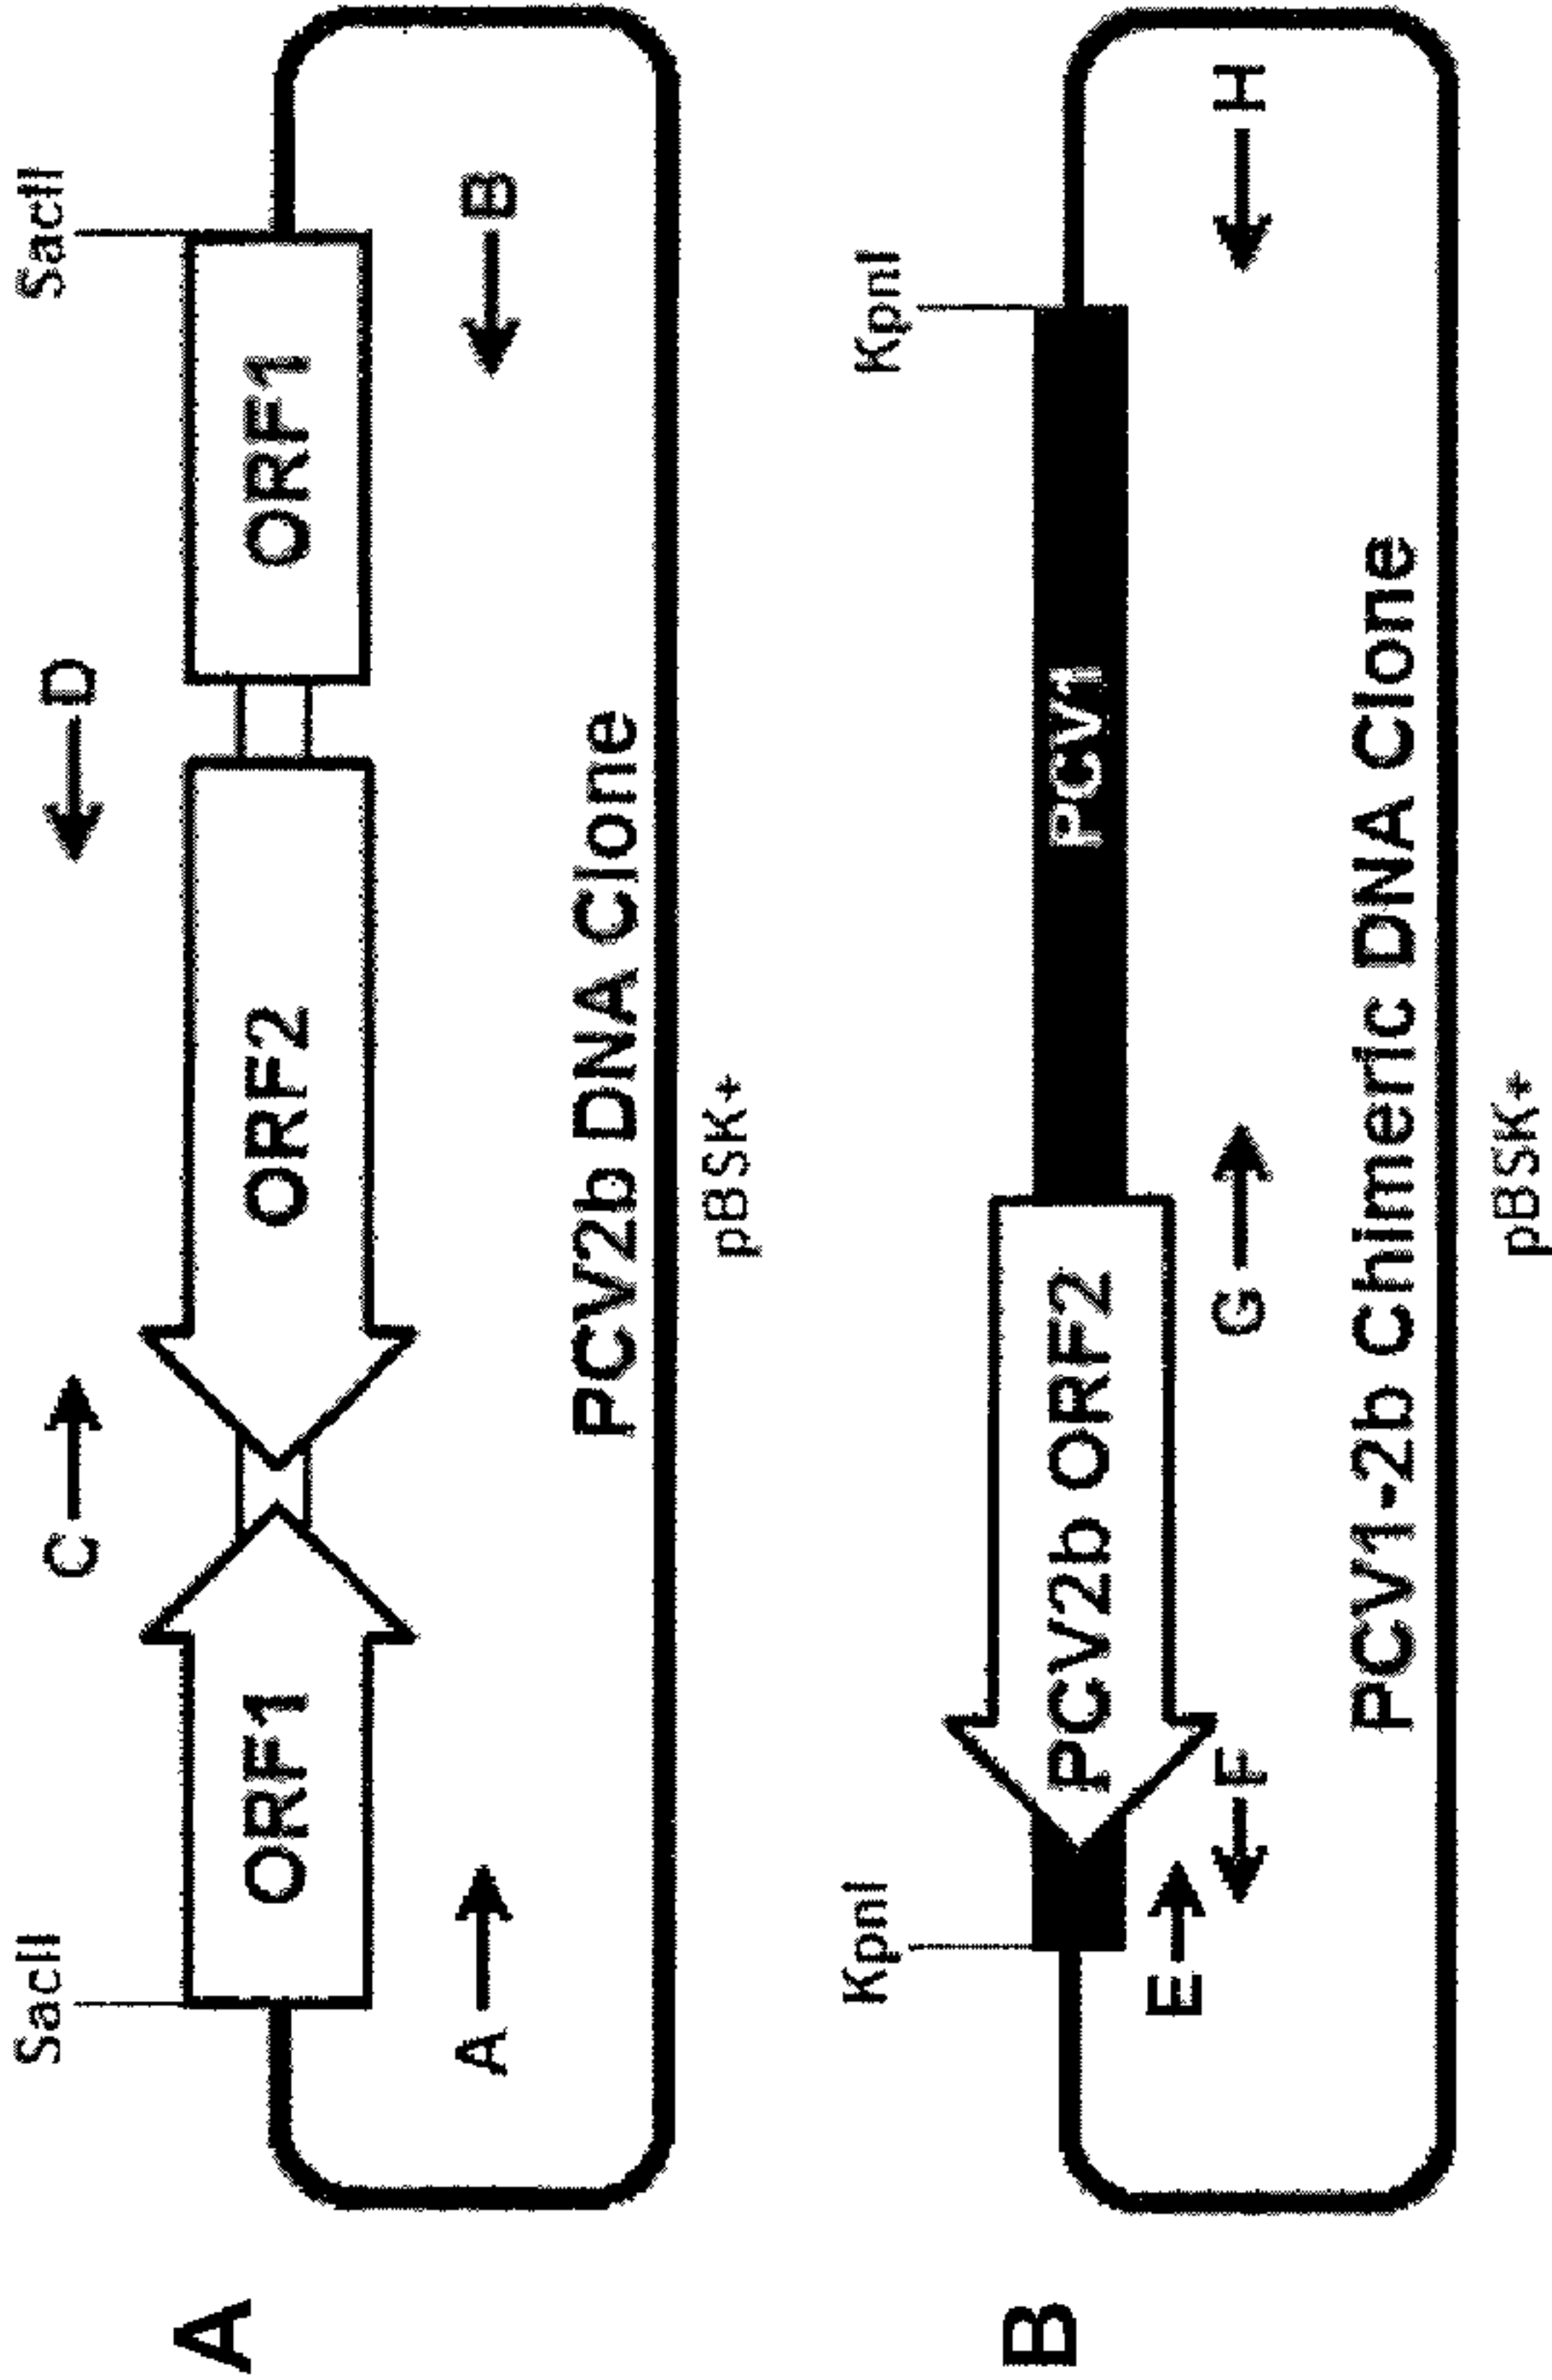 A
SacII
C
D
SacII
ORF1
ORF2
ORF1
A
B
PCV2b DNA Clone
pBSK+
B
KpnI
KpnI
PCV2b ORF2
PCV1
E
F
G
H
PCV1-2b Chimeric DNA Clone
pBSK+